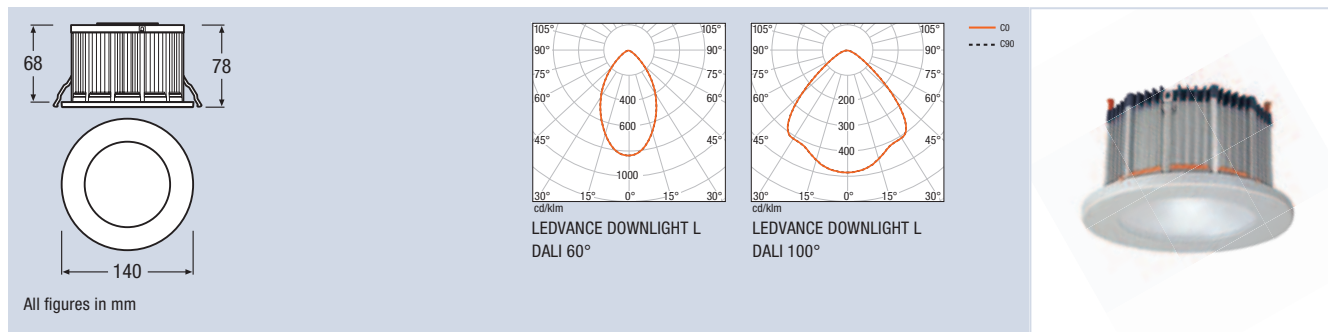 68
78
140
All figures in mm
105° 105°
90° 90°
75° 75°
60° 60°
45° 45°
30° 15° 0° 15° 30°
400
600
1000
cd/klm
LEDVANCE DOWNLIGHT L
DALI 60°
105° 105°
90° 90°
75° 75°
60° 60°
45° 45°
30° 15° 0° 15° 30°
200
300
400
cd/klm
LEDVANCE DOWNLIGHT L
DALI 100°
C0
C90